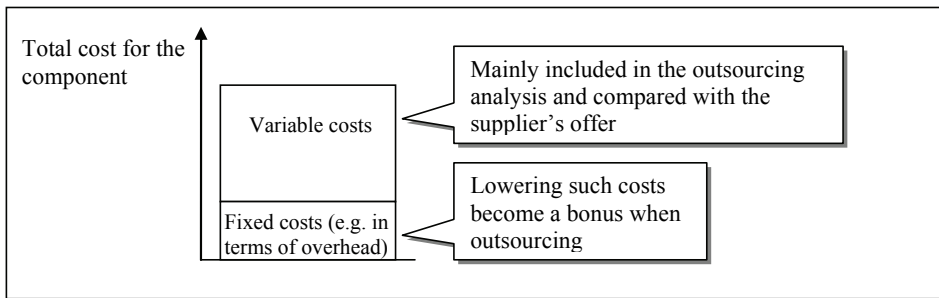 Total cost for the
component
Variable costs
Fixed costs (e.g. in
terms of overhead)
Mainly included in the outsourcing
analysis and compared with the
supplier’s offer
Lowering such costs
become a bonus when
outsourcing